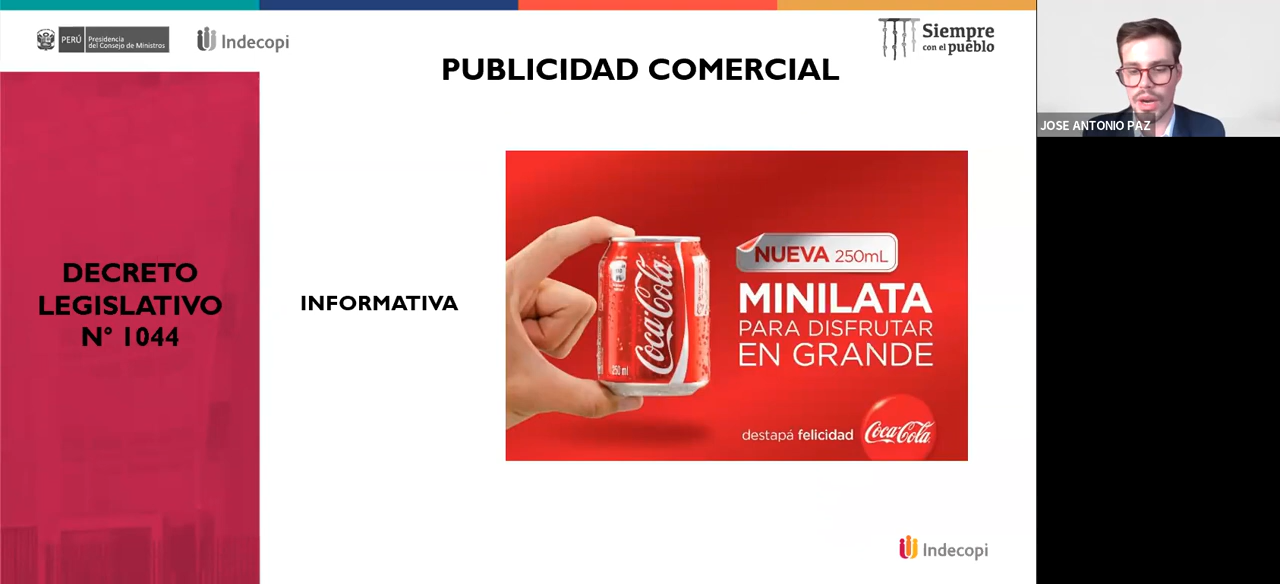 PERÚ
Presidencia
del Consejo de Ministros
Indecopi
Siempre
con el pueblo
PUBLICIDAD COMERCIAL
JOSE ANTONIO PAZ
DECRETO
LEGISLATIVO
N° 1044
INFORMATIVA
NUEVA 250mL
MINILATA
PARA DISFRUTAR
EN GRANDE
Coca-Cola
250 ml
destapá felicidad
Coca-Cola
Indecopi